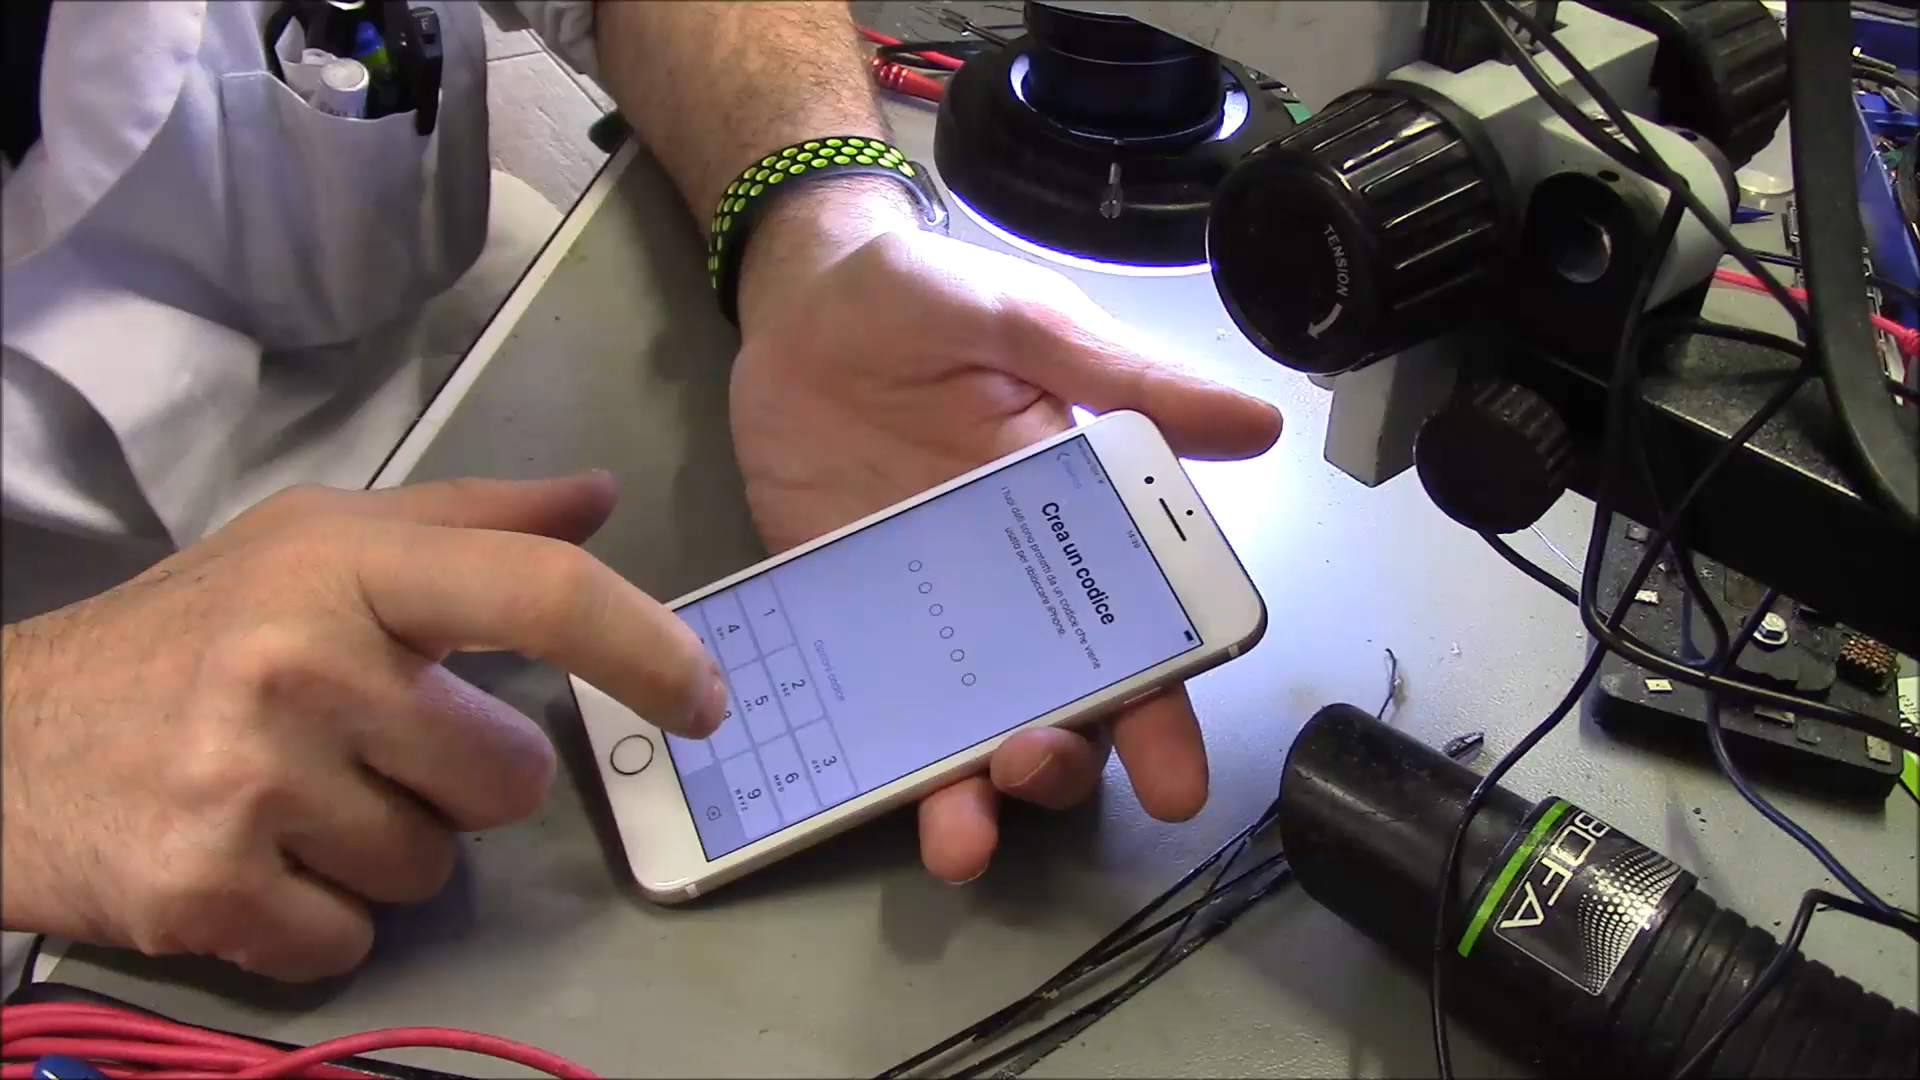 Crea un codice
I tuoi dati sono protetti da un codice che viene
usato per sbloccare iPhone.
Opzioni codice
1
2
ABC
3
DEF
4
GHI
5
JKL
6
MNO
8
9
WXYZ
TENSION
BOFA